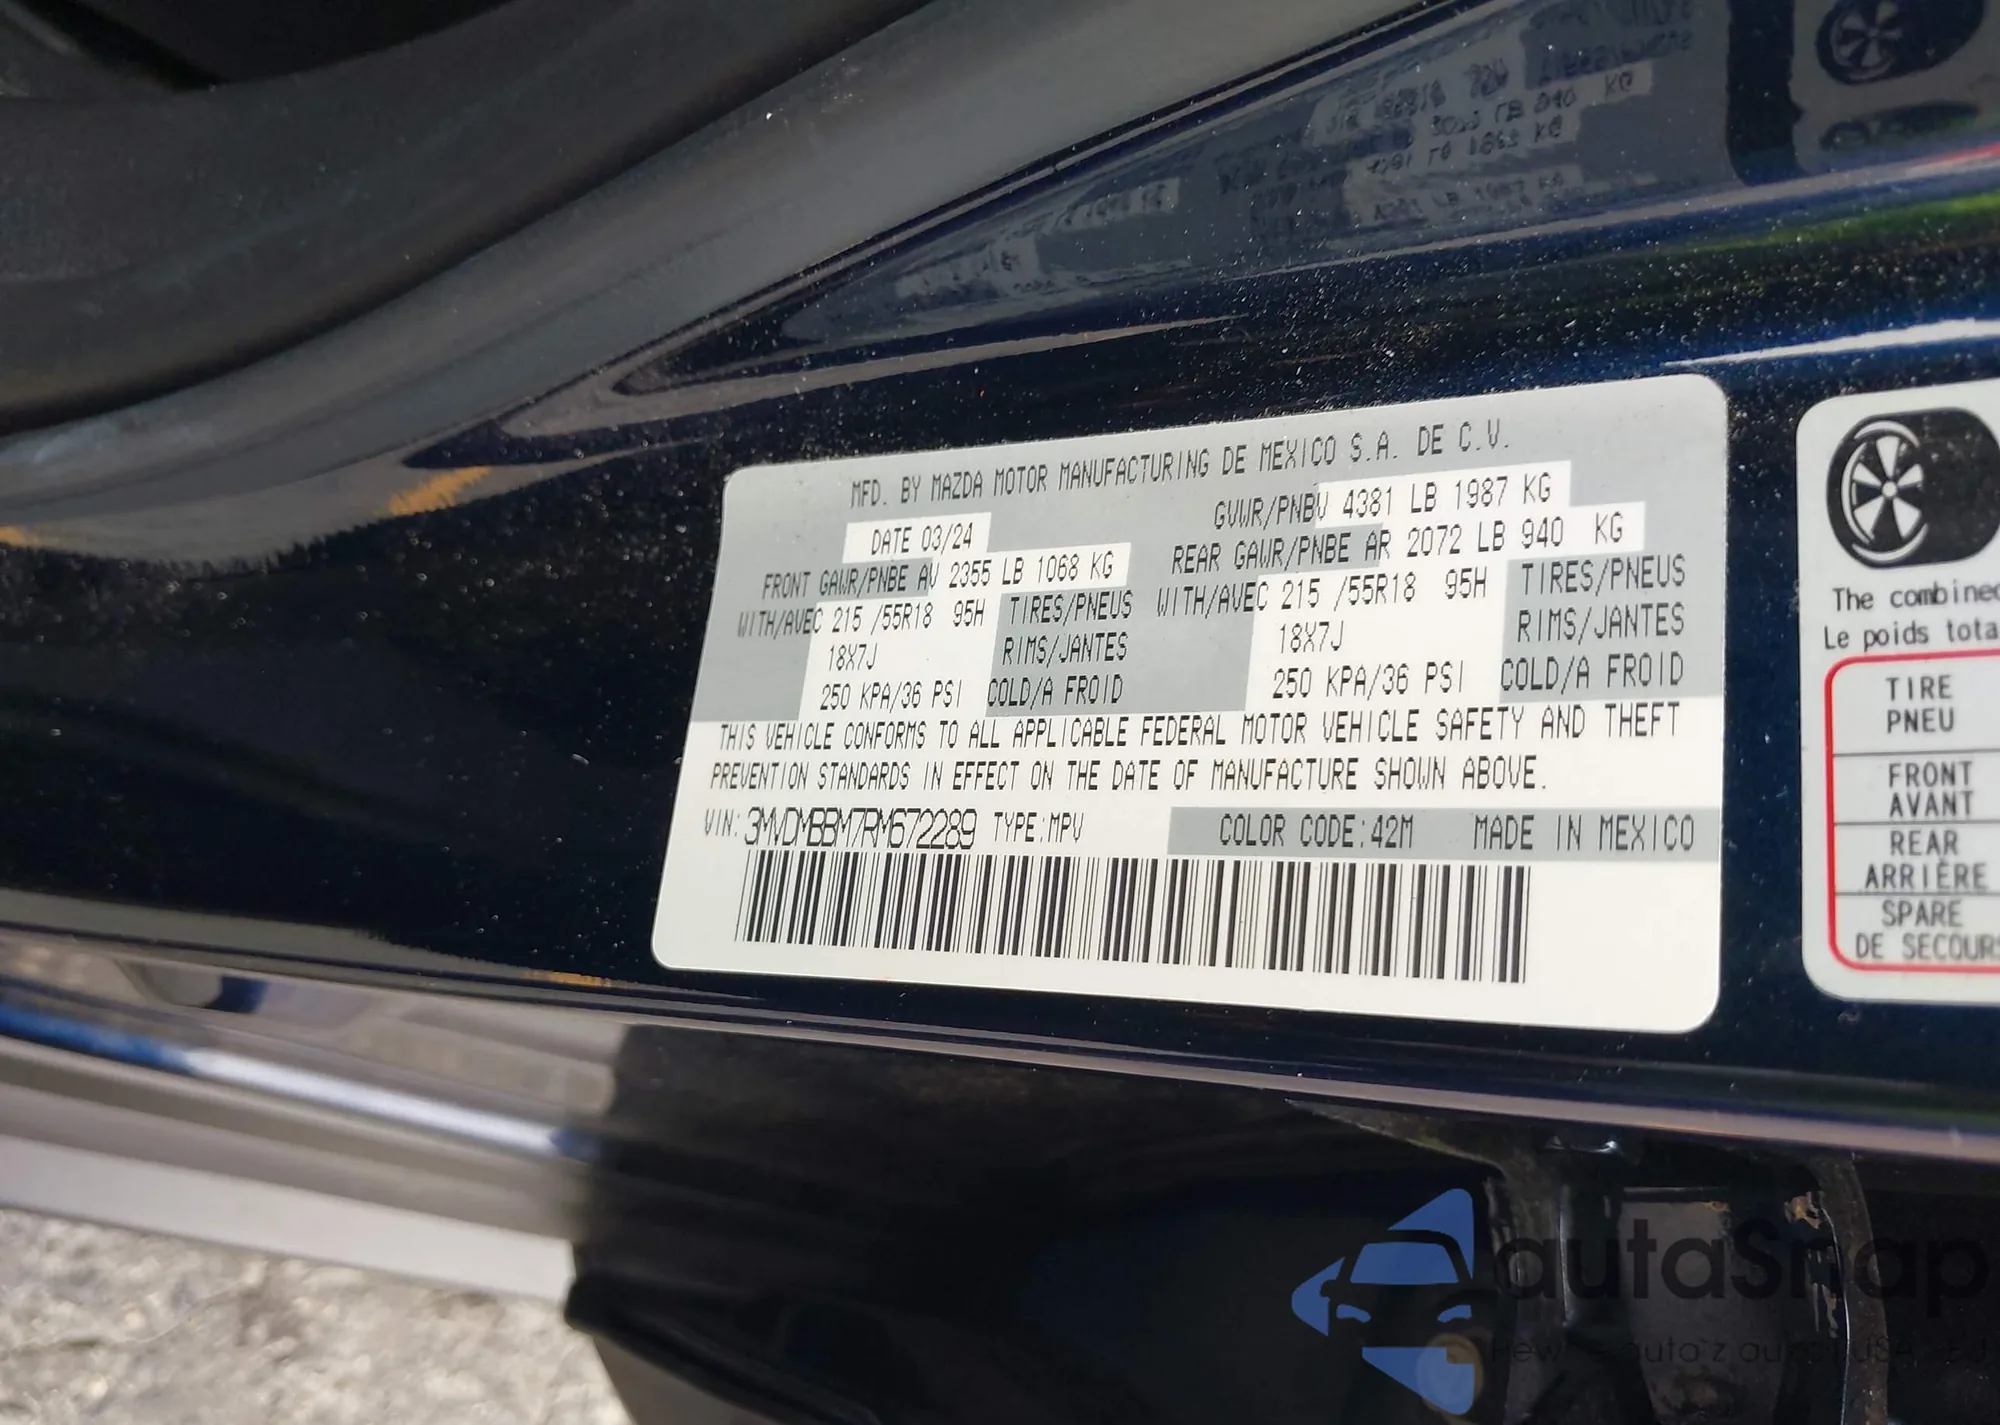 MFD. BY MAZDA MOTOR MANUFACTURING DE MEXICO S.A. DE C.V.
DATE 03/24 GVWR/PNBV 4381 LB 1987 KG
FRONT GAWR/PNBE AV 2355 LB 1068 KG REAR GAWR/PNBE AR 2072 LB 940 KG
WITH/AVEC 215 /55R18 95H TIRES/PNEUS WITH/AVEC 215 /55R18 95H TIRES/PNEUS
18X7J RIMS/JANTES 18X7J RIMS/JANTES
250 KPA/36 PSI COLD/A FROID 250 KPA/36 PSI COLD/A FROID
THIS VEHICLE CONFORMS TO ALL APPLICABLE FEDERAL MOTOR VEHICLE SAFETY AND THEFT
PREVENTION STANDARDS IN EFFECT ON THE DATE OF MANUFACTURE SHOWN ABOVE.
VIN: 3MVDMBBM7RM672289 TYPE:MPV COLOR CODE:42M MADE IN MEXICO
The combined
Le poids tota
TIRE
PNEU
FRONT
AVANT
REAR
ARRIÈRE
SPARE
DE SECOURS
autaSnap